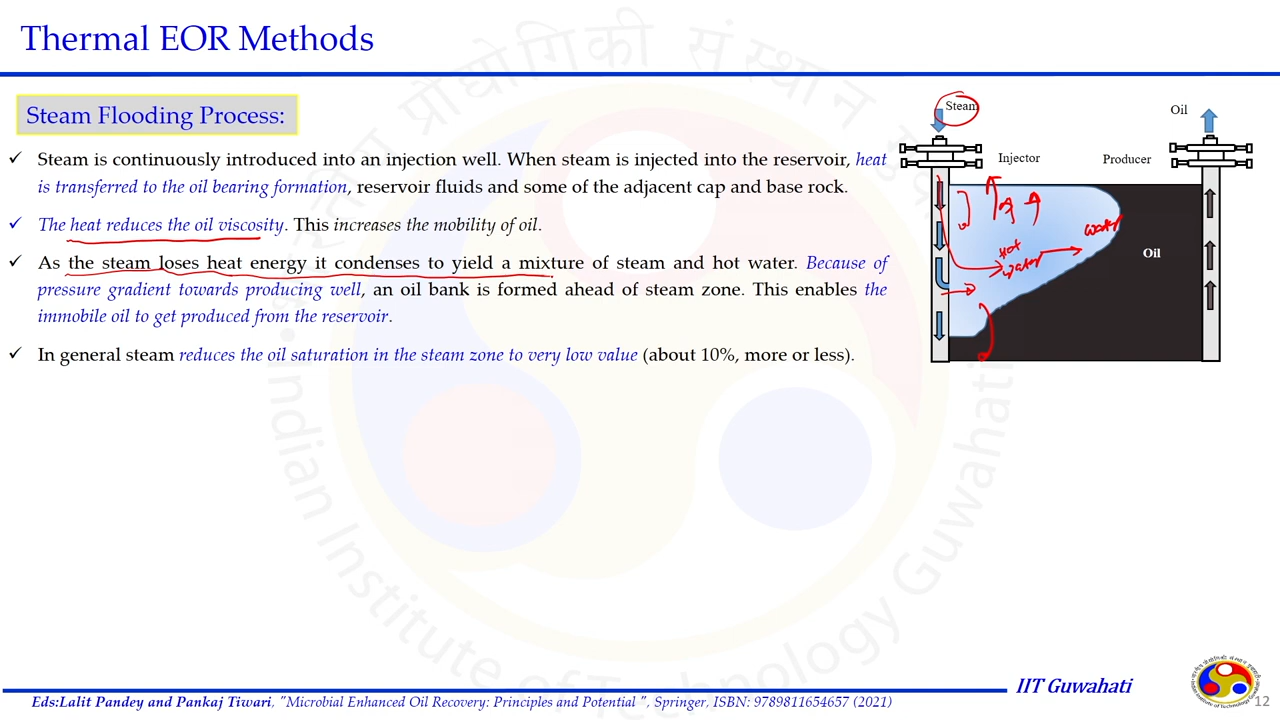 Thermal EOR Methods
Steam Flooding Process:
✓ Steam is continuously introduced into an injection well. When steam is injected into the reservoir, heat
is transferred to the oil bearing formation, reservoir fluids and some of the adjacent cap and base rock.
✓ The heat reduces the oil viscosity. This increases the mobility of oil.
✓ As the steam loses heat energy it condenses to yield a mixture of steam and hot water. Because of
pressure gradient towards producing well, an oil bank is formed ahead of steam zone. This enables the
immobile oil to get produced from the reservoir.
✓ In general steam reduces the oil saturation in the steam zone to very low value (about 10%, more or less).
Steam
Oil
Injector
Producer
water
hot
water
Oil
Indian Institute of Technology Guwahati
Eds:Lalit Pandey and Pankaj Tiwari, "Microbial Enhanced Oil Recovery: Principles and Potential ", Springer, ISBN: 9789811654657 (2021)
IIT Guwahati
12